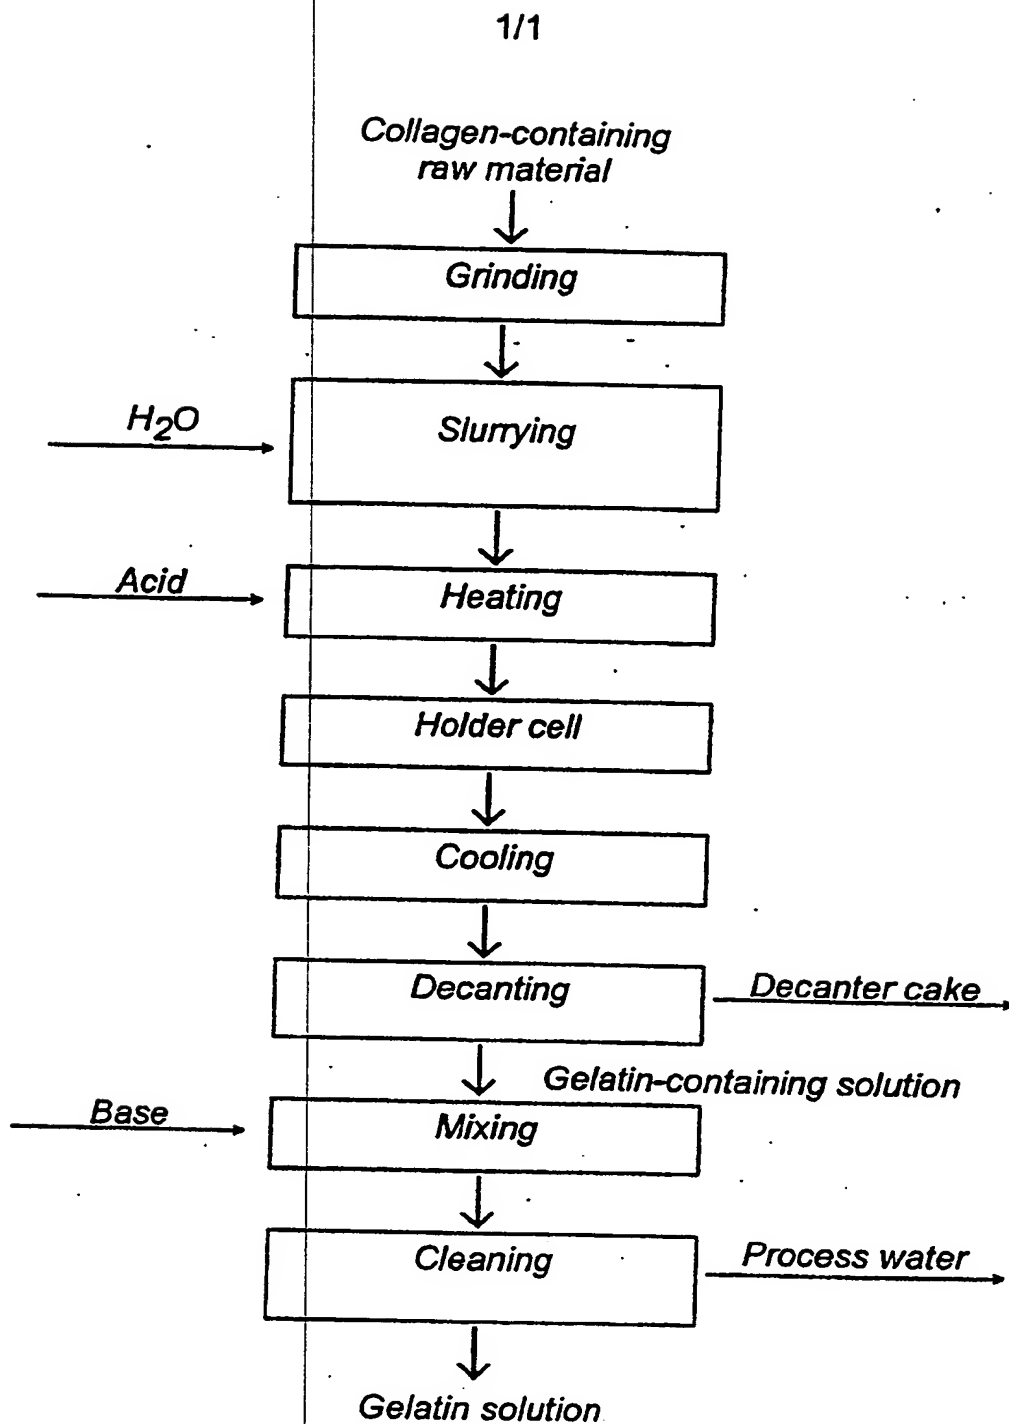 1/1
Collagen-containing
raw material
Grinding
H2O
Slurrying
Acid
Heating
Holder cell
Cooling
Decanting
Decanter cake
Gelatin-containing solution
Base
Mixing
Cleaning
Process water
Gelatin solution